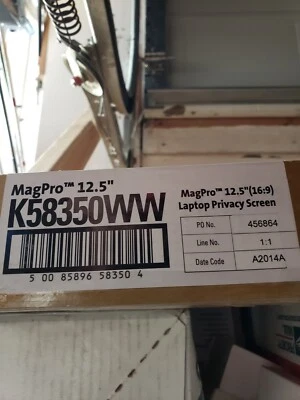 MagPro™ 12.5"
K58350WW
5 00 85896 58350 4
MagPro™ 12.5"(16:9)
Laptop Privacy Screen
PO No. 456864
Line No. 1:1
Date Code A2014A